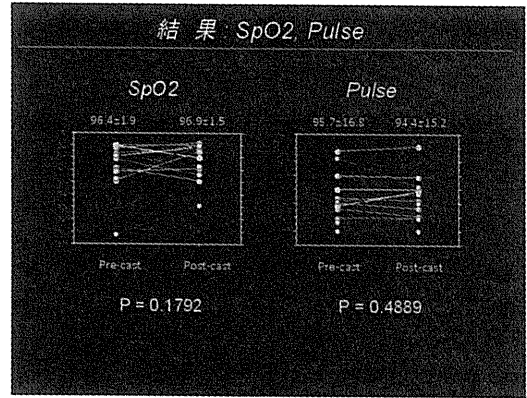 結 果 : SpO2, Pulse
SpO2
Pulse
96.4±1.9
96.9±1.5
95.7±16.8
94.4±15.2
Pre-cast
Post-cast
Pre-cast
Post-cast
P = 0.1792
P = 0.4889